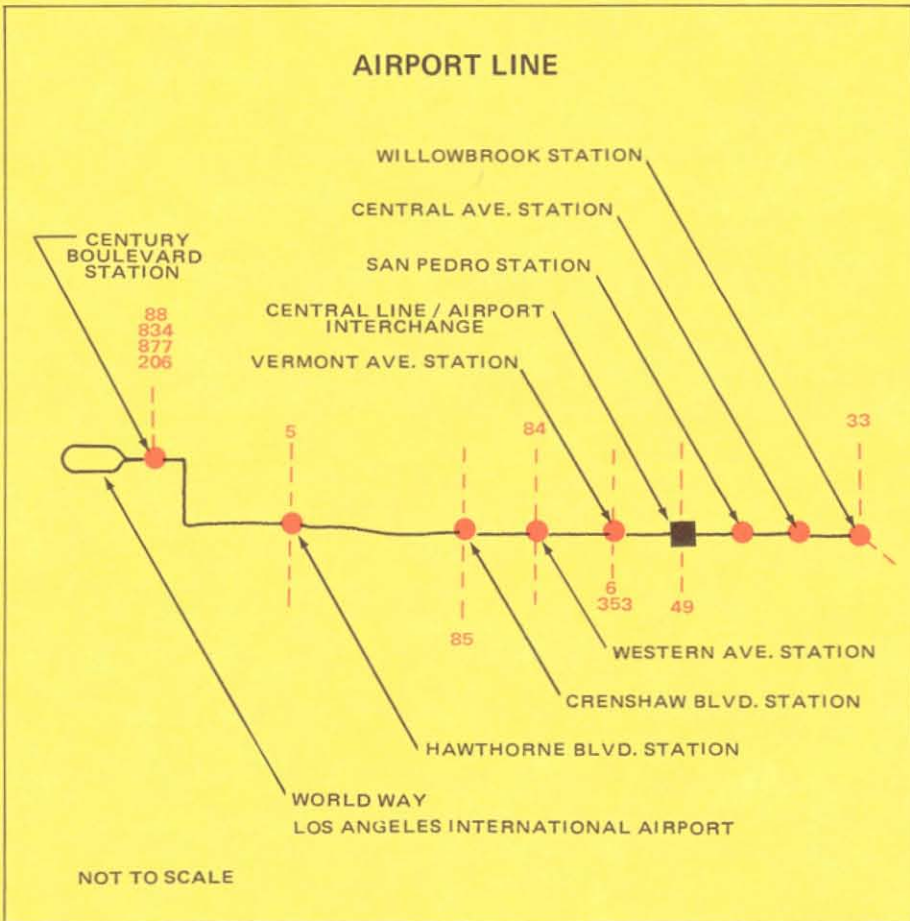 AIRPORT LINE
WILLOWBROOK STATION
CENTRAL AVE. STATION
CENTURY
BOULEVARD
STATION
SAN PEDRO STATION
CENTRAL LINE / AIRPORT
INTERCHANGE
VERMONT AVE. STATION
88
834
877
206
5
84
33
6
353
49
85
WESTERN AVE. STATION
CRENSHAW BLVD. STATION
HAWTHORNE BLVD. STATION
WORLD WAY
LOS ANGELES INTERNATIONAL AIRPORT
NOT TO SCALE